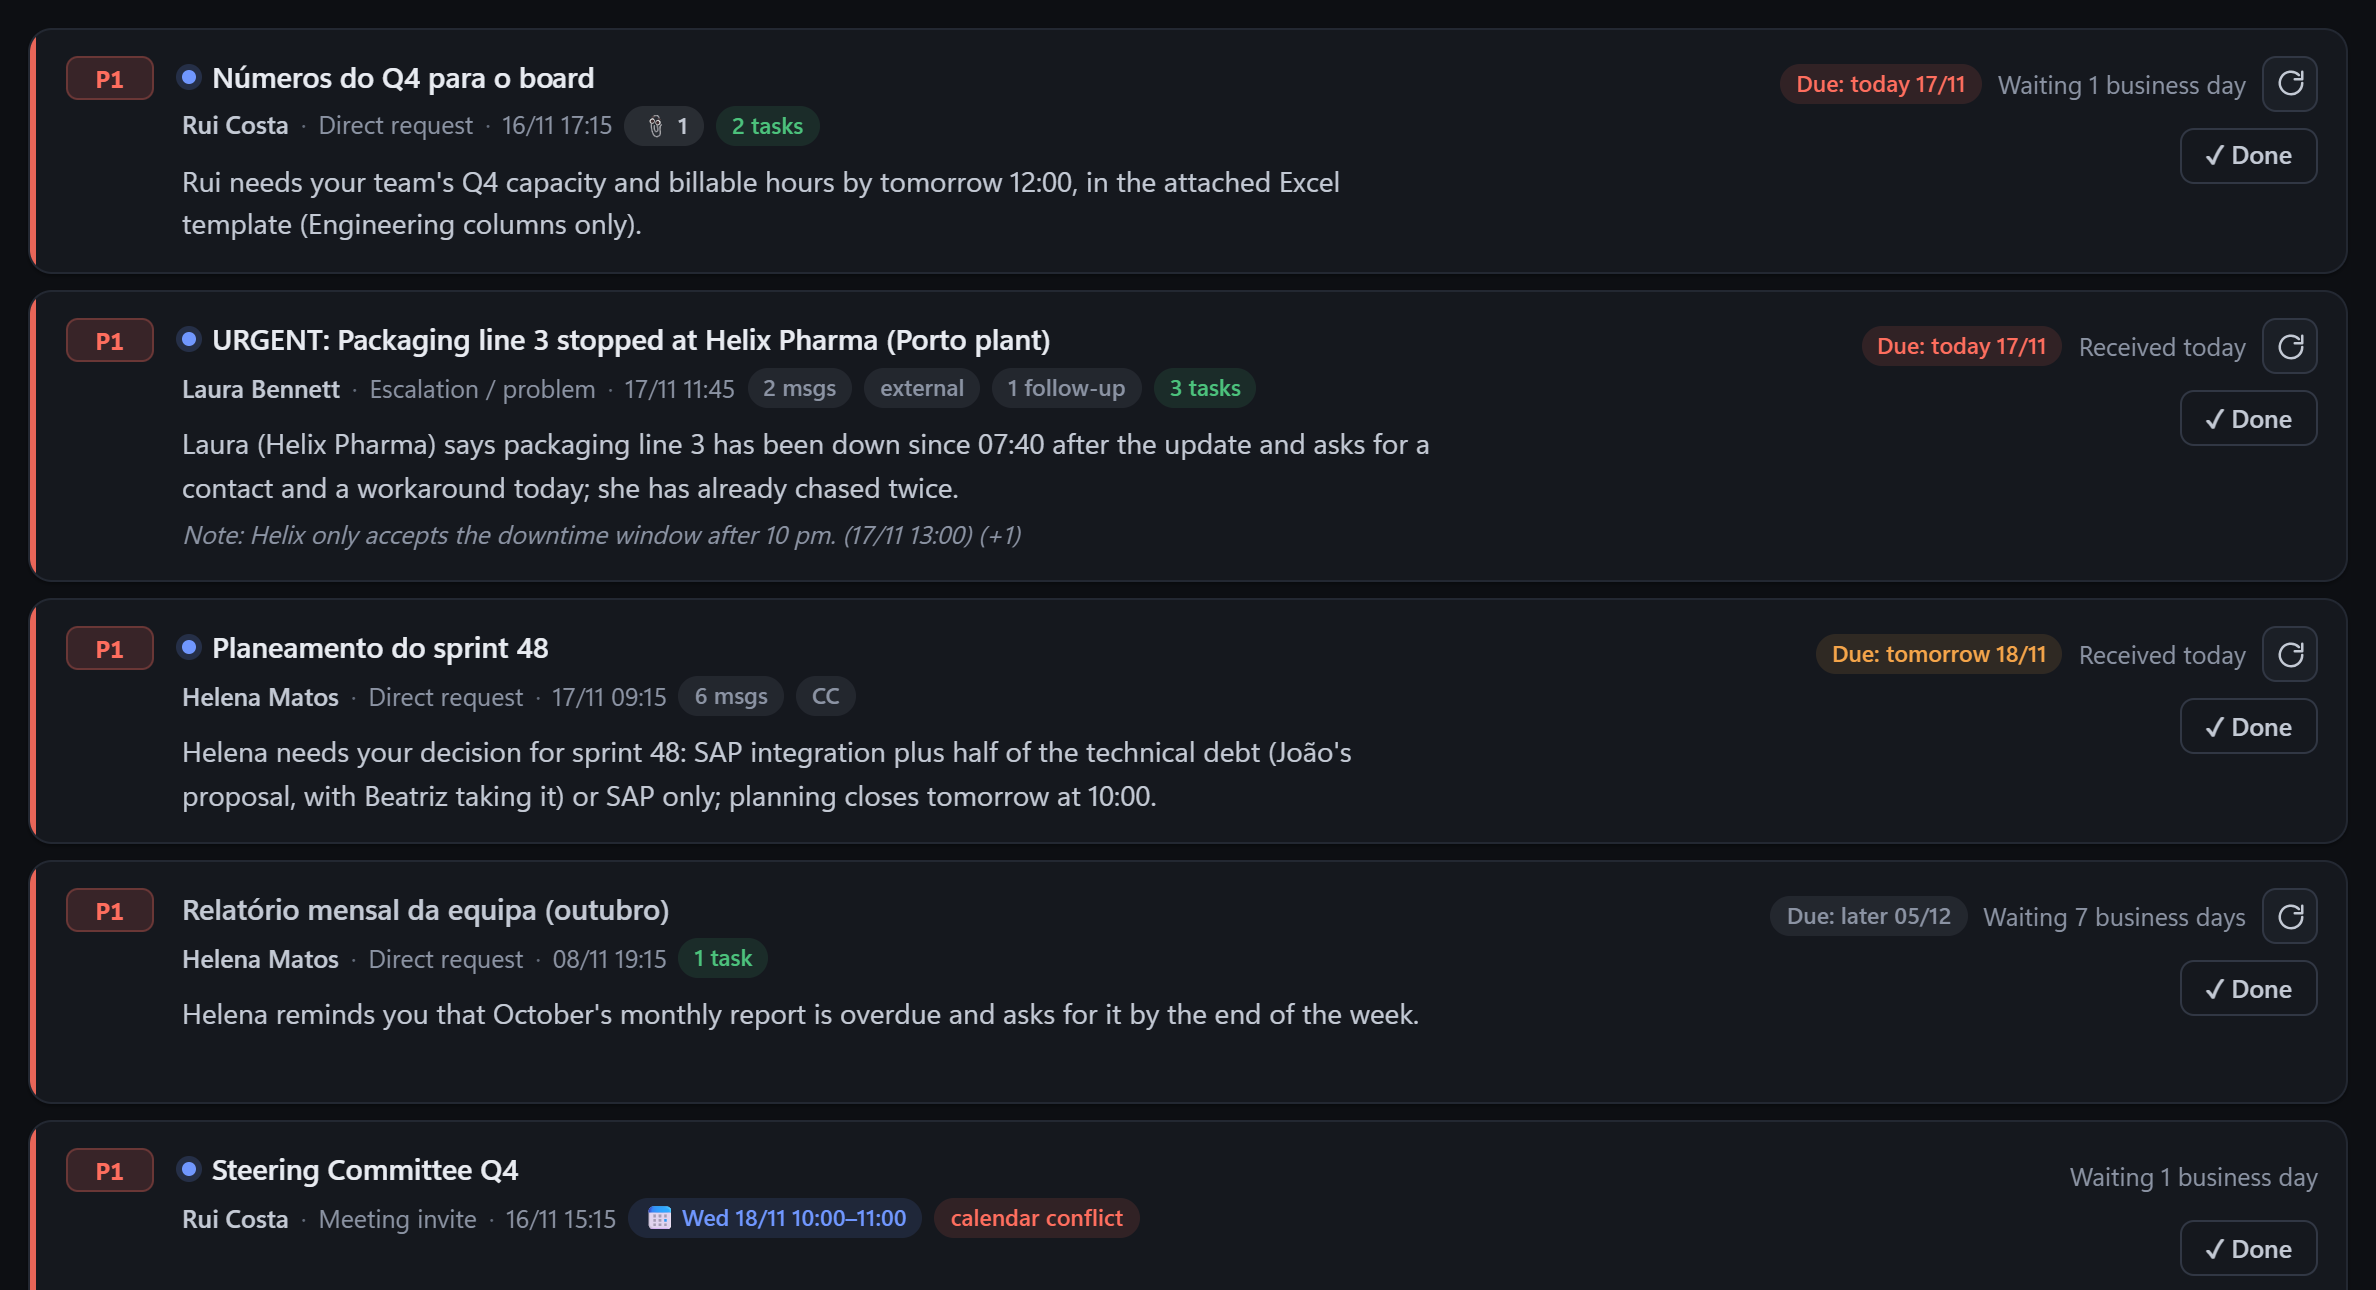 P1 Números do Q4 para o board Due: today 17/11 Waiting 1 business day
Rui Costa · Direct request · 16/11 17:15 1 2 tasks
✓ Done
Rui needs your team's Q4 capacity and billable hours by tomorrow 12:00, in the attached Excel
template (Engineering columns only).
P1 URGENT: Packaging line 3 stopped at Helix Pharma (Porto plant) Due: today 17/11 Received today
Laura Bennett · Escalation / problem · 17/11 11:45 2 msgs external 1 follow-up 3 tasks
✓ Done
Laura (Helix Pharma) says packaging line 3 has been down since 07:40 after the update and asks for a
contact and a workaround today; she has already chased twice.
Note: Helix only accepts the downtime window after 10 pm. (17/11 13:00) (+1)
P1 Planeamento do sprint 48 Due: tomorrow 18/11 Received today
Helena Matos · Direct request · 17/11 09:15 6 msgs CC
✓ Done
Helena needs your decision for sprint 48: SAP integration plus half of the technical debt (João's
proposal, with Beatriz taking it) or SAP only; planning closes tomorrow at 10:00.
P1 Relatório mensal da equipa (outubro) Due: later 05/12 Waiting 7 business days
Helena Matos · Direct request · 08/11 19:15 1 task
✓ Done
Helena reminds you that October's monthly report is overdue and asks for it by the end of the week.
P1 Steering Committee Q4 Waiting 1 business day
Rui Costa · Meeting invite · 16/11 15:15 Wed 18/11 10:00–11:00 calendar conflict
✓ Done